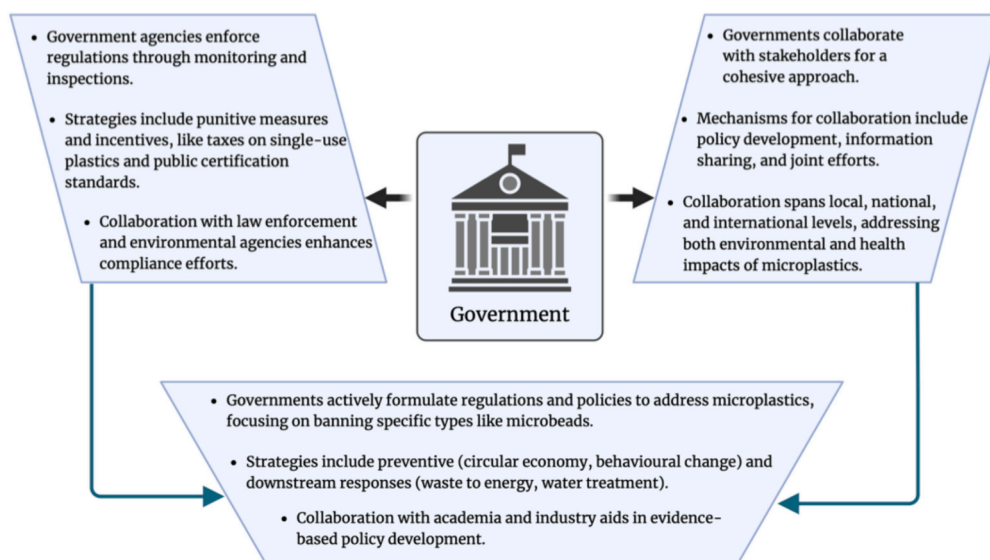 • Government agencies enforce
regulations through monitoring and
inspections.
• Strategies include punitive measures
and incentives, like taxes on single-use
plastics and public certification
standards.
• Collaboration with law enforcement
and environmental agencies enhances
compliance efforts.
Government
• Governments collaborate
with stakeholders for a
cohesive approach.
• Mechanisms for collaboration include
policy development, information
sharing, and joint efforts.
• Collaboration spans local, national,
and international levels, addressing
both environmental and health
impacts of microplastics.
• Governments actively formulate regulations and policies to address microplastics,
focusing on banning specific types like microbeads.
• Strategies include preventive (circular economy, behavioural change) and
downstream responses (waste to energy, water treatment).
• Collaboration with academia and industry aids in evidence-
based policy development.